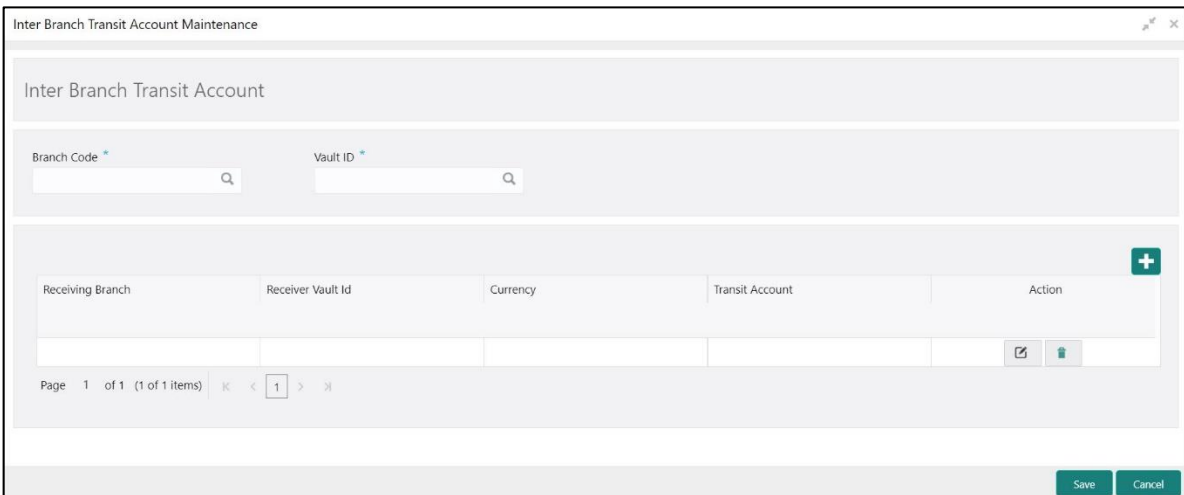 Inter Branch Transit Account Maintenance
Inter Branch Transit Account
Branch Code * Vault ID *
Receiving Branch Receiver Vault Id Currency Transit Account Action
Page 1 of 1 (1 of 1 items) 1
Save Cancel